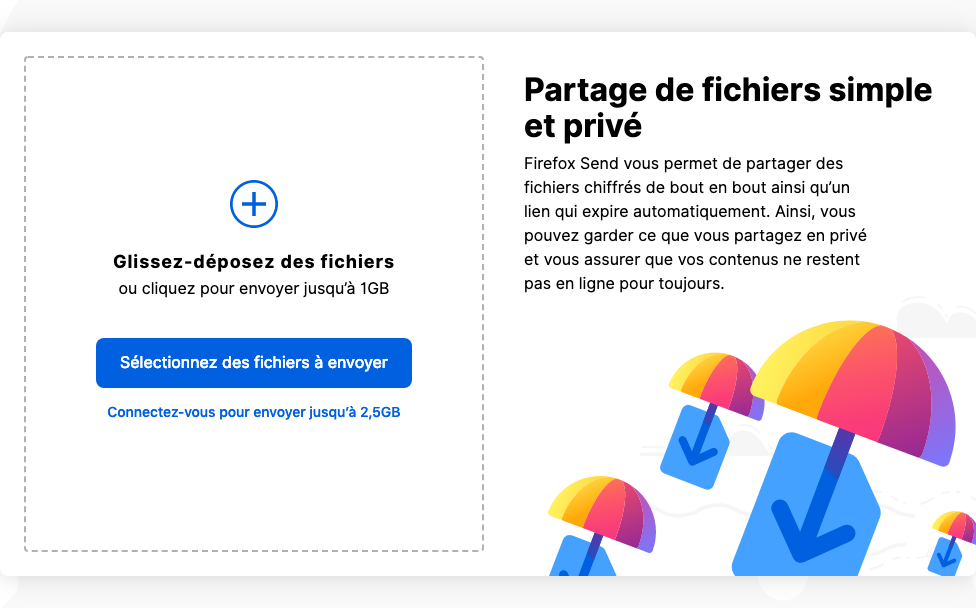 Glissez-déposez des fichiers
ou cliquez pour envoyer jusqu’à 1GB
Sélectionnez des fichiers à envoyer
Connectez-vous pour envoyer jusqu’à 2,5GB
Partage de fichiers simple
et privé
Firefox Send vous permet de partager des
fichiers chiffrés de bout en bout ainsi qu’un
lien qui expire automatiquement. Ainsi, vous
pouvez garder ce que vous partagez en privé
et vous assurer que vos contenus ne restent
pas en ligne pour toujours.